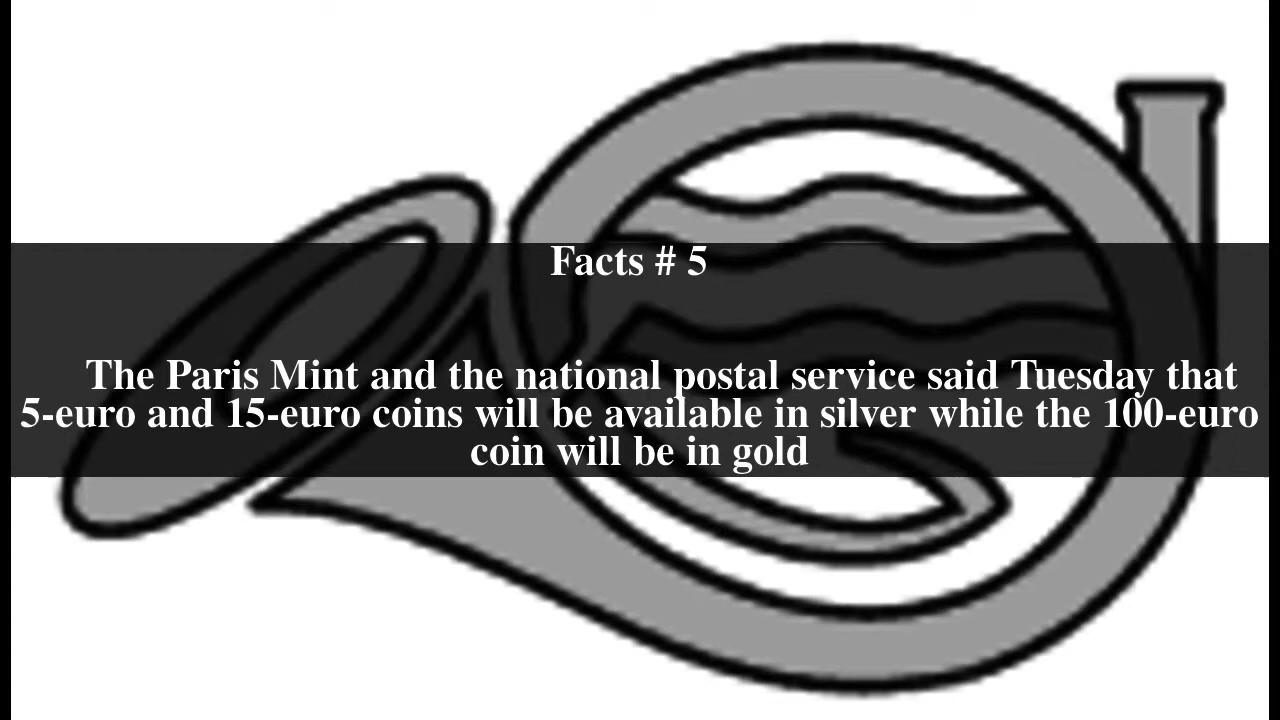 Facts # 5
The Paris Mint and the national postal service said Tuesday that
5-euro and 15-euro coins will be available in silver while the 100-euro
coin will be in gold